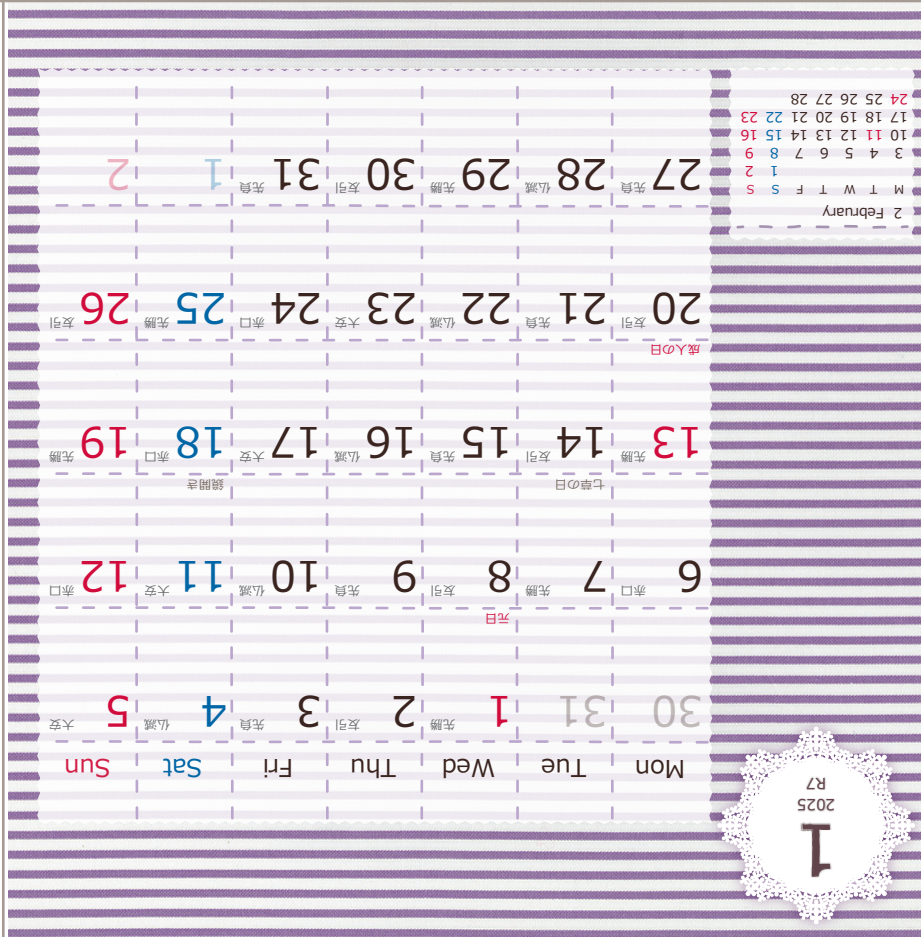 1
2025
R7
Mon Tue Wed Thu Fri Sat Sun
30 31 1 先勝 2 友引 3 先負 4 仏滅 5 大安
元日
6 赤口 7 先勝 8 友引 9 先負 10 仏滅 11 大安 12 赤口
七草の日 鏡開き
13 先勝 14 友引 15 先負 16 仏滅 17 大安 18 赤口 19 先勝
成人の日
20 友引 21 先負 22 仏滅 23 大安 24 赤口 25 先勝 26 友引
27 先負 28 仏滅 29 先勝 30 友引 31 先負 1 2
2 February
M T W T F S S
1 2
3 4 5 6 7 8 9
10 11 12 13 14 15 16
17 18 19 20 21 22 23
24 25 26 27 28